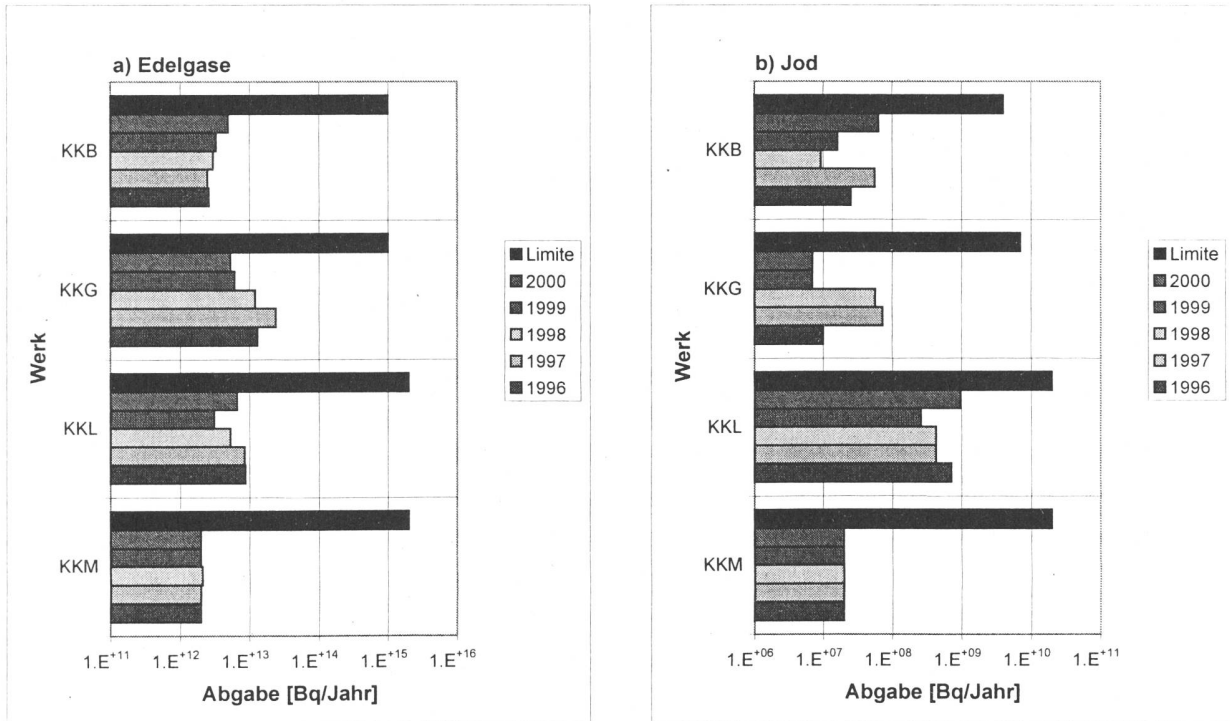 a) Edelgase
KKB
KKG
KKL
KKM
Werk
1.E+11 1.E+12 1.E+13 1.E+14 1.E+15 1.E+16
Abgabe [Bq/Jahr]
Limite
2000
1999
1998
1997
1996
b) Jod
KKB
KKG
KKL
KKM
Werk
1.E+06 1.E+07 1.E+08 1.E+09 1.E+10 1.E+11
Abgabe [Bq/Jahr]
Limite
2000
1999
1998
1997
1996